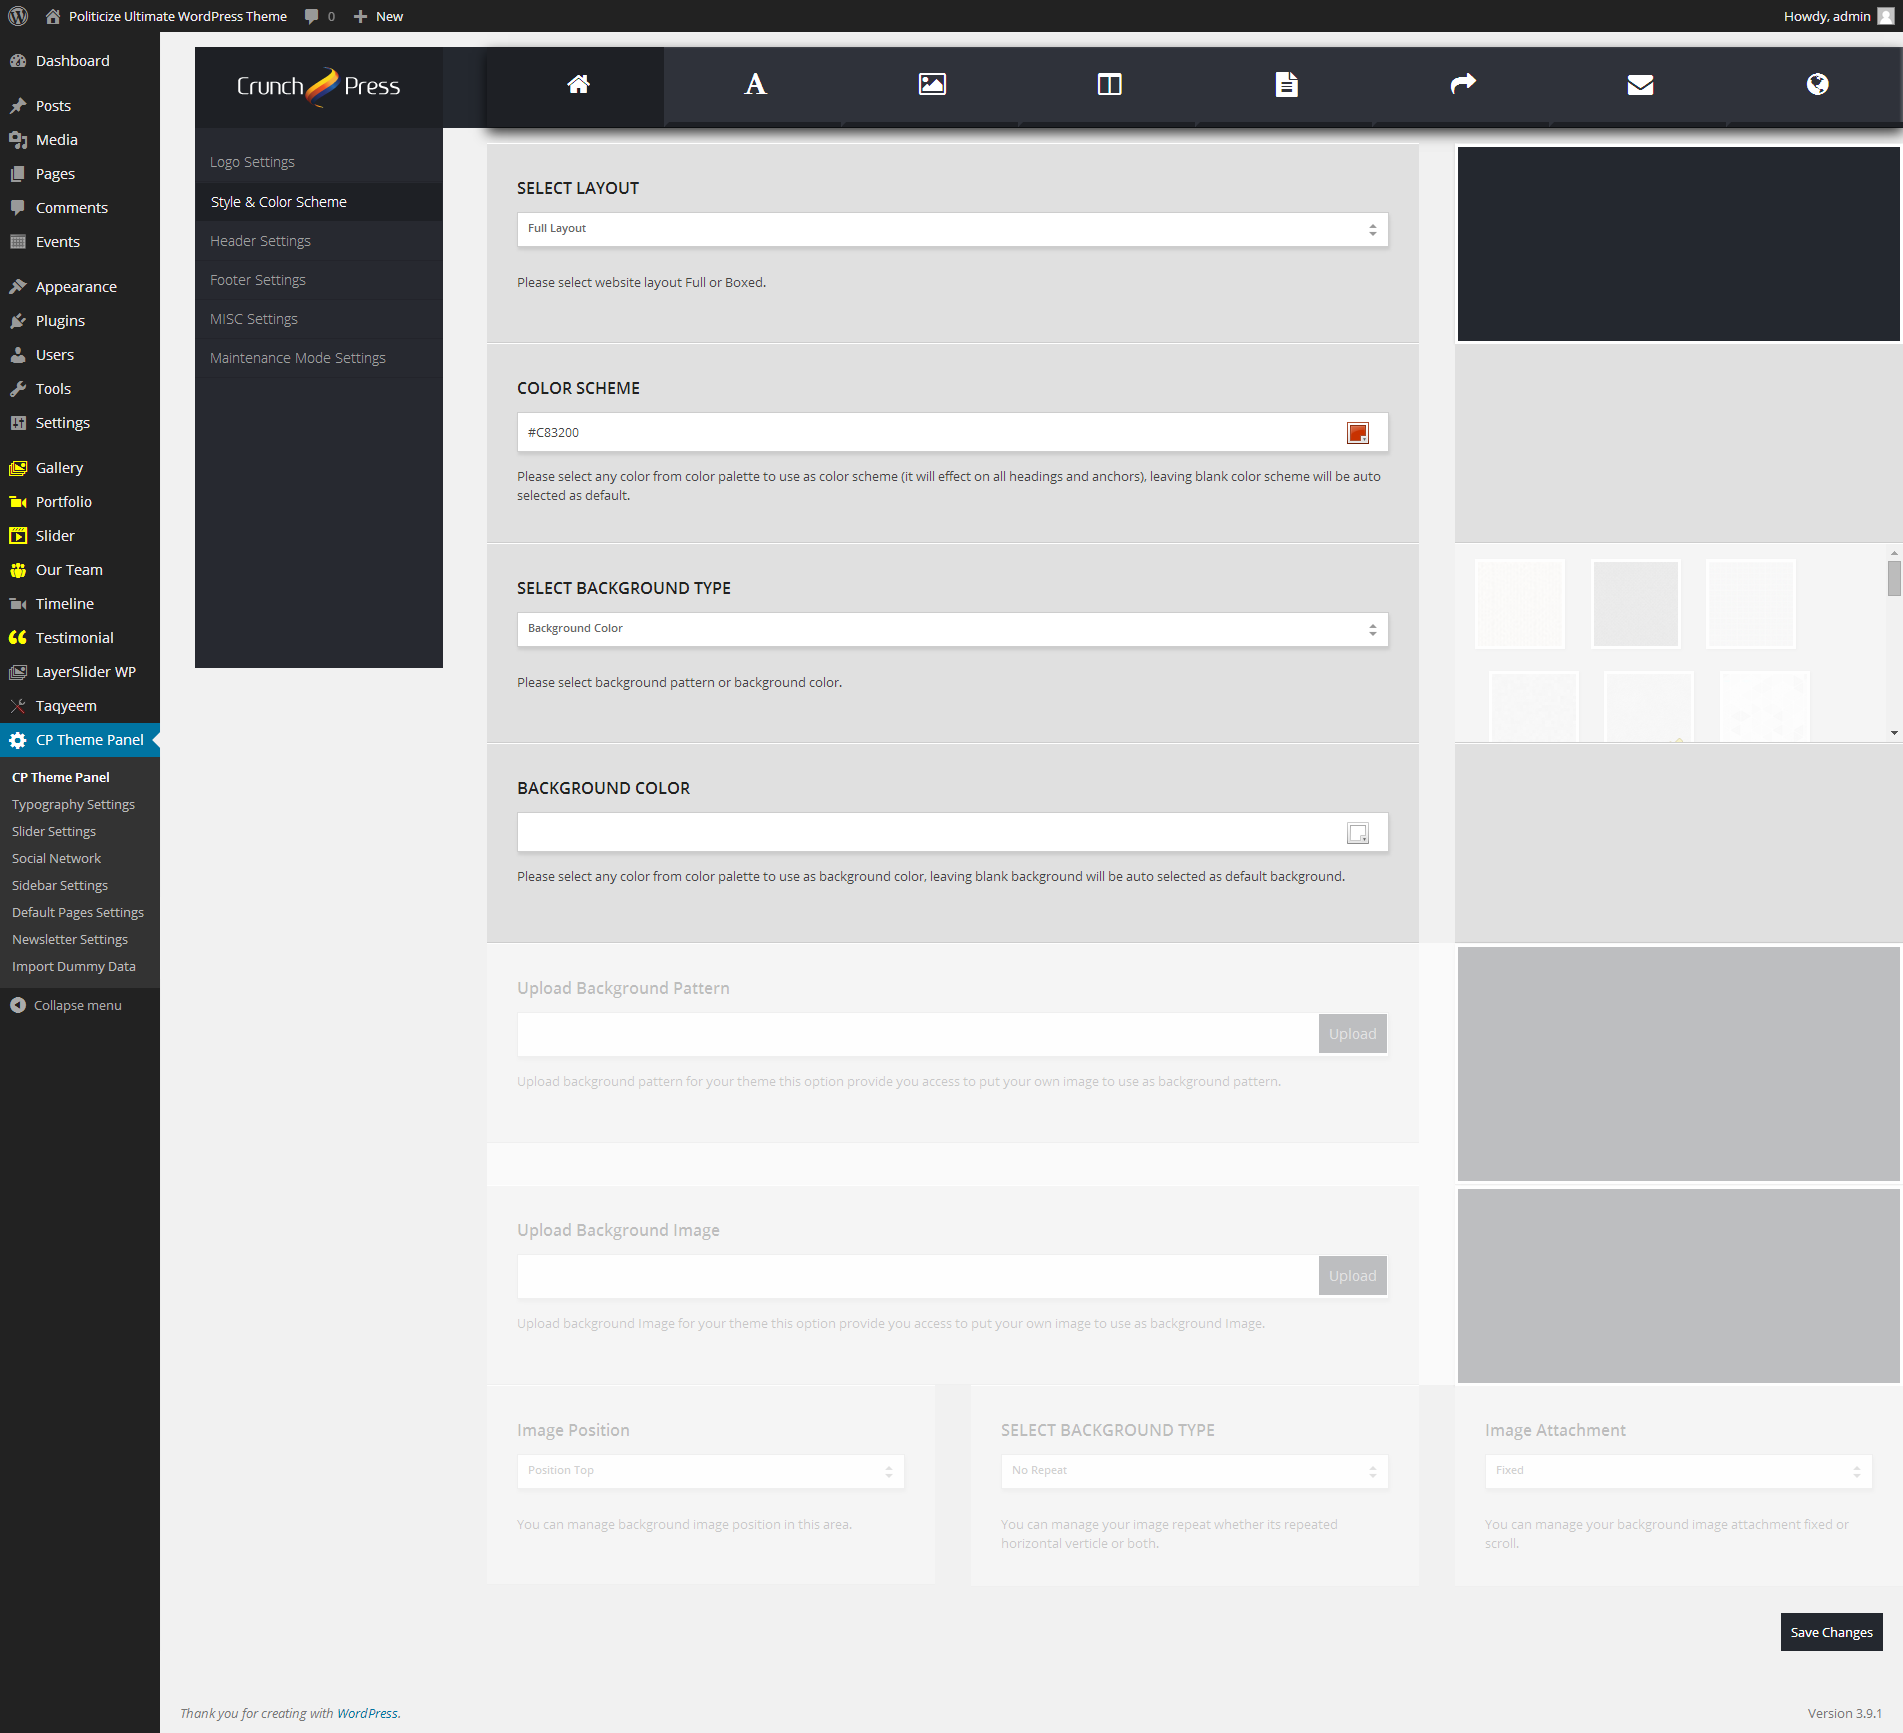 Politicize Ultimate WordPress Theme
0
New
Howdy, admin
Dashboard
Posts
Media
Pages
Comments
Events
Appearance
Plugins
Users
Tools
Settings
Gallery
Portfolio
Slider
Our Team
Timeline
Testimonial
LayerSlider WP
Taqyeem
CP Theme Panel
CP Theme Panel
Typography Settings
Slider Settings
Social Network
Sidebar Settings
Default Pages Settings
Newsletter Settings
Import Dummy Data
Collapse menu
Crunch Press
Logo Settings
Style & Color Scheme
Header Settings
Footer Settings
MISC Settings
Maintenance Mode Settings
SELECT LAYOUT
Full Layout
Please select website layout Full or Boxed.
COLOR SCHEME
#C83200
Please select any color from color palette to use as color scheme (it will effect on all headings and anchors), leaving blank color scheme will be auto
selected as default.
SELECT BACKGROUND TYPE
Background Color
Please select background pattern or background color.
BACKGROUND COLOR
Please select any color from color palette to use as background color, leaving blank background will be auto selected as default background.
Upload Background Pattern
Upload
Upload background pattern for your theme this option provide you access to put your own image to use as background pattern.
Upload Background Image
Upload
Upload background Image for your theme this option provide you access to put your own image to use as background Image.
Image Position
Position Top
You can manage background image position in this area.
SELECT BACKGROUND TYPE
No Repeat
You can manage your image repeat whether its repeated
horizontal verticle or both.
Image Attachment
Fixed
You can manage your background image attachment fixed or
scroll.
Save Changes
Thank you for creating with WordPress.
Version 3.9.1